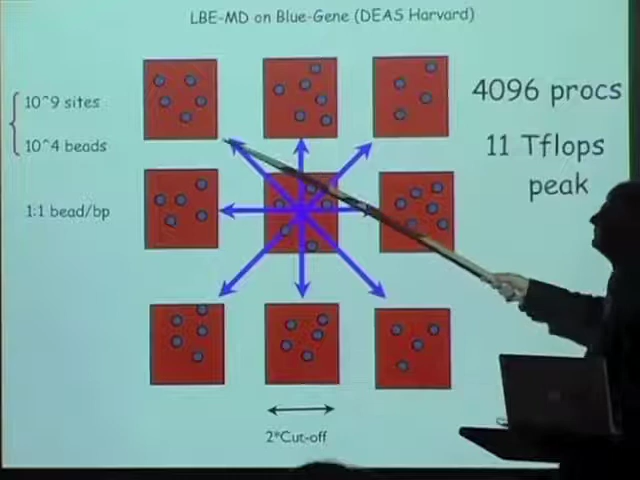 LBE-MD on Blue-Gene (DEAS Harvard)
10^9 sites
10^4 beads
1:1 bead/bp
4096 procs
11 Tflops
peak
2*Cut-off